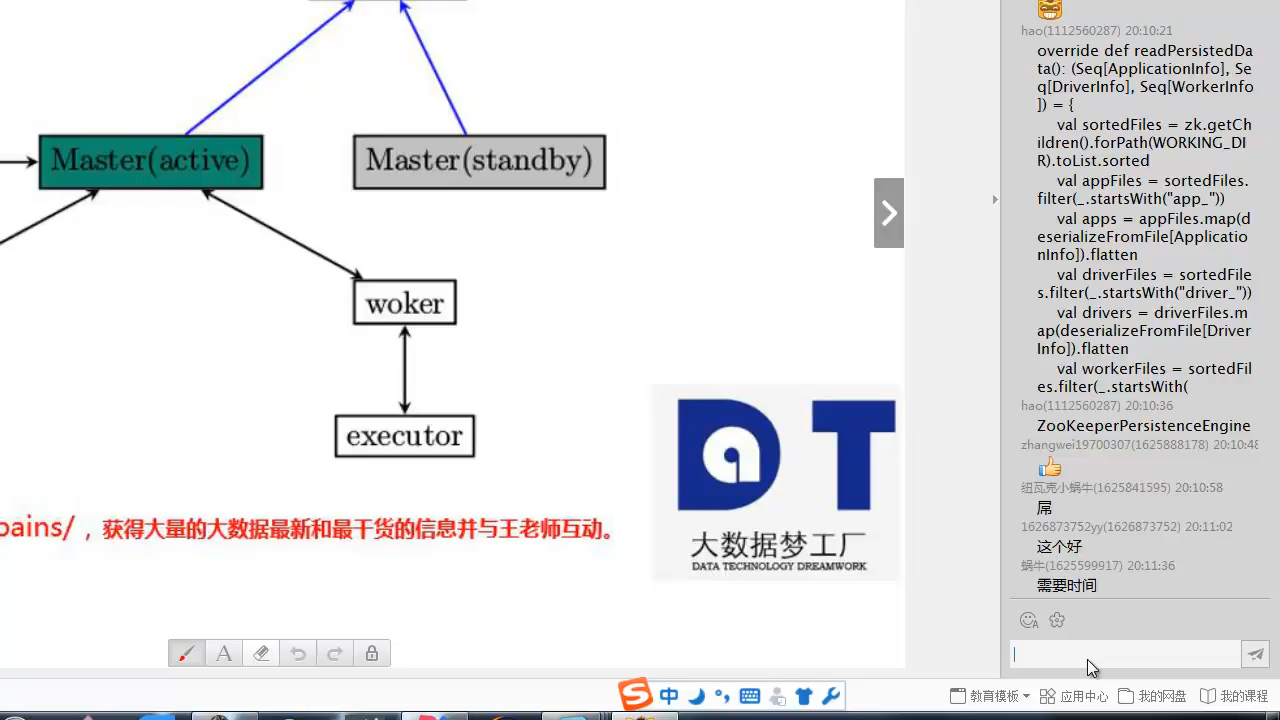 Master(active)
Master(standby)
woker
executor
pains/ ，获得大量的大数据最新和最干货的信息并与王老师互动。
DaT
大数据梦工厂
DATA TECHNOLOGY DREAMWORK
hao(1112560287) 20:10:21
override def readPersistedDa
ta(): (Seq[ApplicationInfo], Se
q[DriverInfo], Seq[WorkerInfo
]) = {
val sortedFiles = zk.getCh
ildren().forPath(WORKING_DI
R).toList.sorted
val appFiles = sortedFiles.
filter(_.startsWith("app_"))
val apps = appFiles.map(d
eserializeFromFile[Applicatio
nInfo]).flatten
val driverFiles = sortedFile
s.filter(_.startsWith("driver_"))
val drivers = driverFiles.m
ap(deserializeFromFile[Driver
Info]).flatten
val workerFiles = sortedFil
es.filter(_.startsWith(
hao(1112560287) 20:10:36
ZooKeeperPersistenceEngine
zhangwei19700307(1625888178) 20:10:48
纽瓦克小蜗牛(1625841595) 20:10:58
屌
1626873752yy(1626873752) 20:11:02
这个好
蜗牛(1625599917) 20:11:36
需要时间
A
中
教育模板
应用中心
我的网盘
我的课程